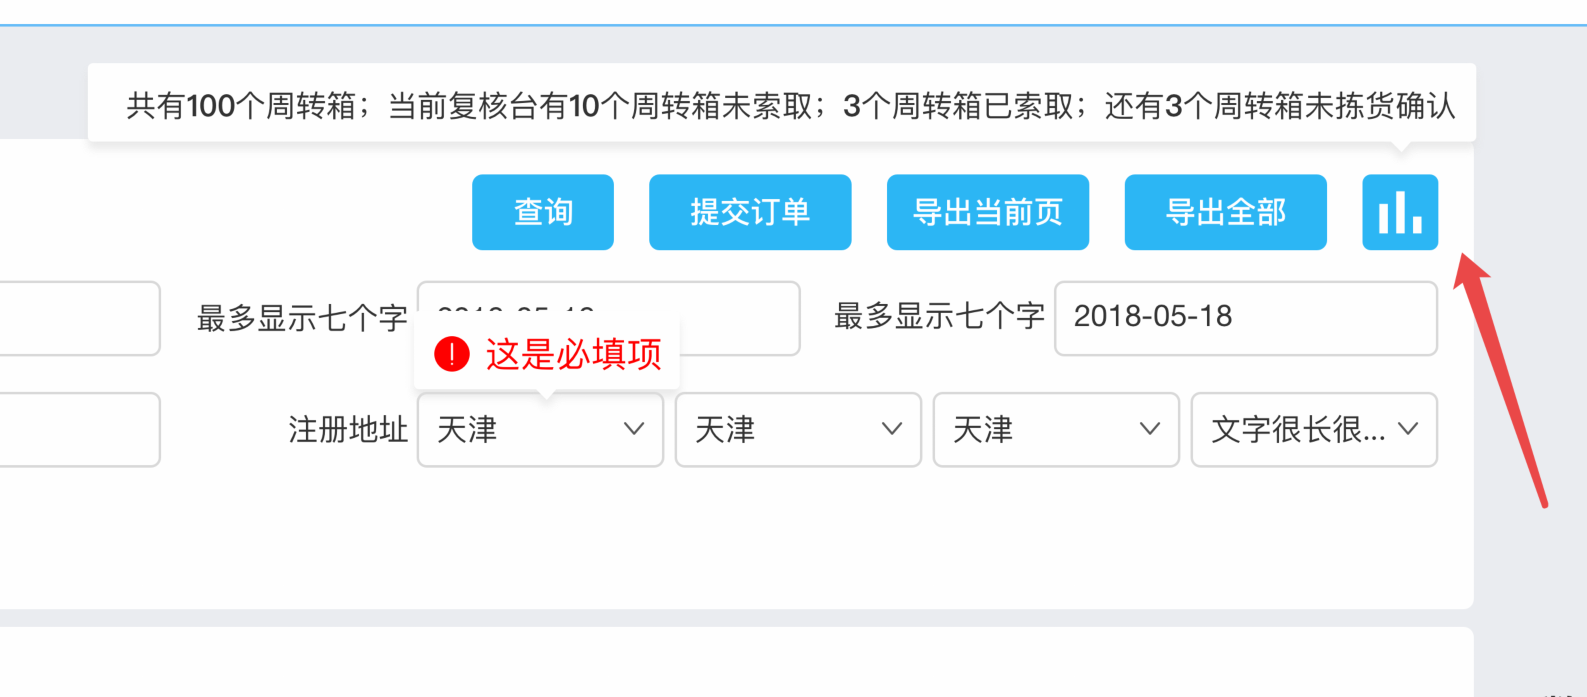 共有100个周转箱；当前复核台有10个周转箱未索取；3个周转箱已索取；还有3个周转箱未拣货确认
查询 提交订单 导出当前页 导出全部
最多显示七个字 最多显示七个字 2018-05-18
这是必填项
注册地址 天津 天津 天津 文字很长很...